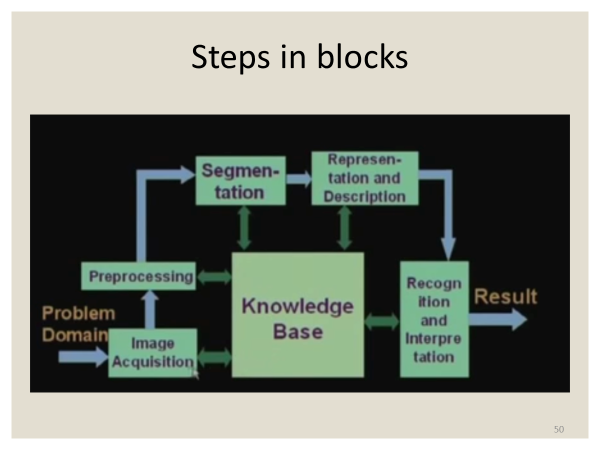 Steps in blocks
Segmen-
tation
Represen-
tation and
Description
Preprocessing
Knowledge
Base
Recogn
ition
and
Interpre
tation
Result
Problem
Domain
Image
Acquisition
50